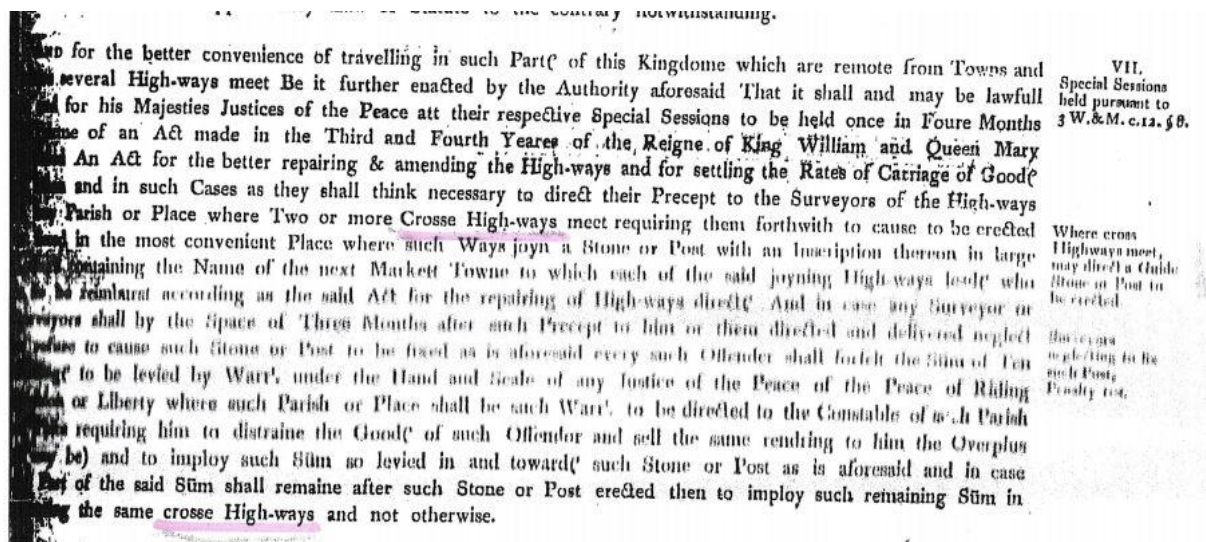 to the contrary notwithstanding.
for the better convenience of travelling in such Partꝭ of this Kingdome which are remote from Towns and
several High-ways meet Be it further enacted by the Authority aforesaid That it shall and may be lawfull
for his Majesties Justices of the Peace att their respective Special Sessions to be held once in Foure Months
of an Act made in the Third and Fourth Yeares of the Reigne of King William and Queen Mary
An Act for the better repairing & amending the High-ways and for settling the Rates of Carriage of Goodꝭ
and in such Cases as they shall think necessary to direct their Precept to the Surveyors of the High-ways
Parish or Place where Two or more Crosse High-ways meet requiring them forthwith to cause to be erected
in the most convenient Place where such Ways joyn a Stone or Post with an Inscription thereon in large
containing the Name of the next Markett Towne to which each of the said joyning High-ways leadꝭ who
be reimburst according as the said Act for the repairing of High-ways directꝭ And in case any Surveyor or
shall by the Space of Three Months after such Precept to him or them directed and delivered neglect
to cause such Stone or Post to be fixed as is aforesaid every such Offender shall forfeit the Sūm of Ten
to be levied by Warrt. under the Hand and Seale of any Justice of the Peace of the Peace of Riding
or Liberty where such Parish or Place shall be such Warrt. to be directed to the Constable of such Parish
requiring him to distraine the Goodꝭ of such Offendor and sell the same rendring to him the Overplus
be) and to imploy such Sūm so levied in and towardꝭ such Stone or Post as is aforesaid and in case
of the said Sūm shall remaine after such Stone or Post erected then to imploy such remaining Sūm in
the same crosse High-ways and not otherwise.
VII.
Special Sessions
held pursuant to
3 W. & M. c. 12. § 8.
Where cross
Highways meet,
may direct a Guide
Stone or Post to
be erected.
Surveyors
neglecting to fix
such Post,
Penalty 10s.